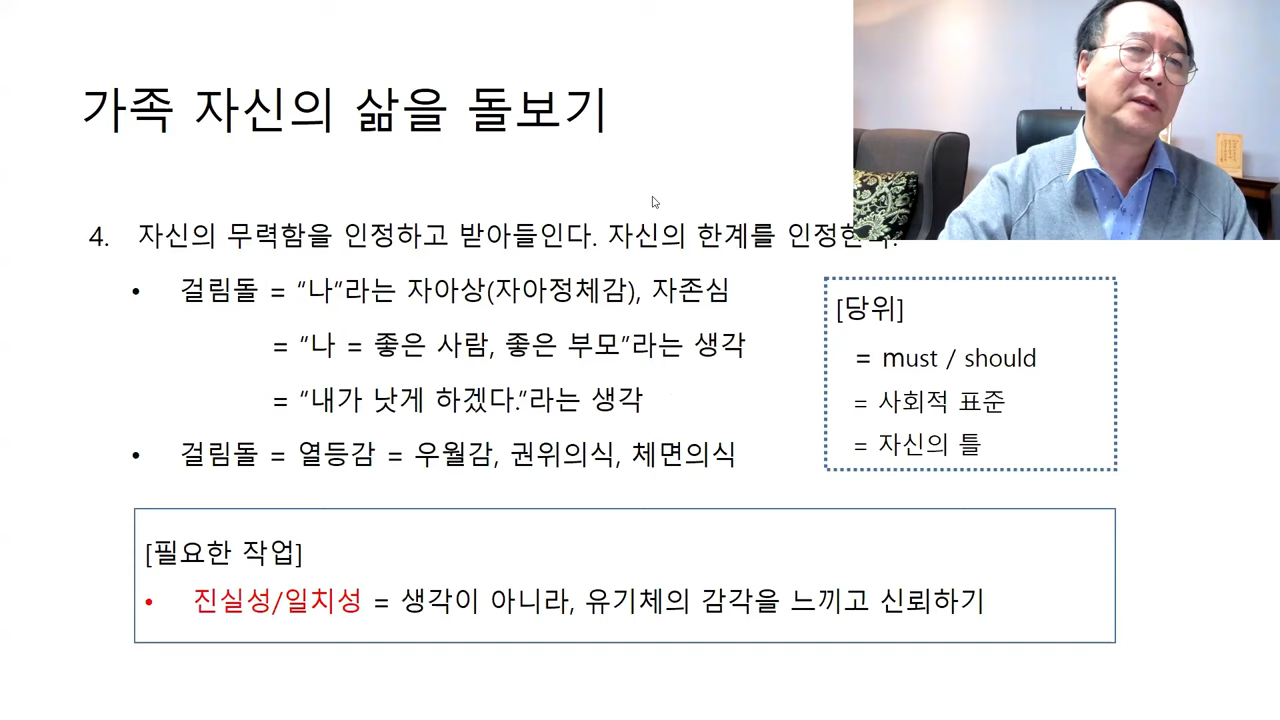 가족 자신의 삶을 돌보기
4. 자신의 무력함을 인정하고 받아들인다. 자신의 한계를
• 걸림돌 = “나”라는 자아상(자아정체감), 자존심
= “나 = 좋은 사람, 좋은 부모”라는 생각
= “내가 낫게 하겠다.”라는 생각
• 걸림돌 = 열등감 = 우월감, 권위의식, 체면의식
[당위]
= must / should
= 사회적 표준
= 자신의 틀
[필요한 작업]
• 진실성/일치성 = 생각이 아니라, 유기체의 감각을 느끼고 신뢰하기